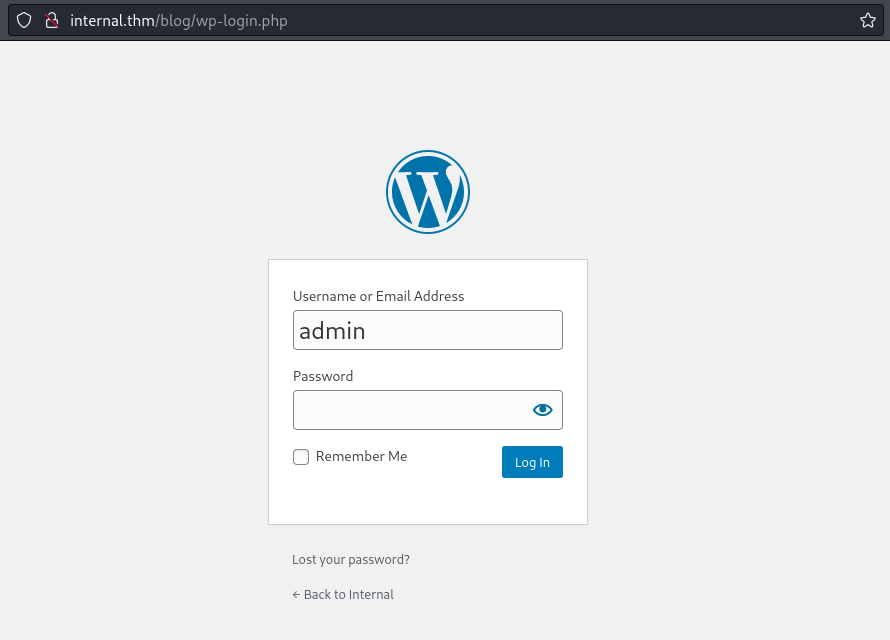 internal.thm/blog/wp-login.php
Username or Email Address
admin
Password
Remember Me
Log In
Lost your password?
← Back to Internal